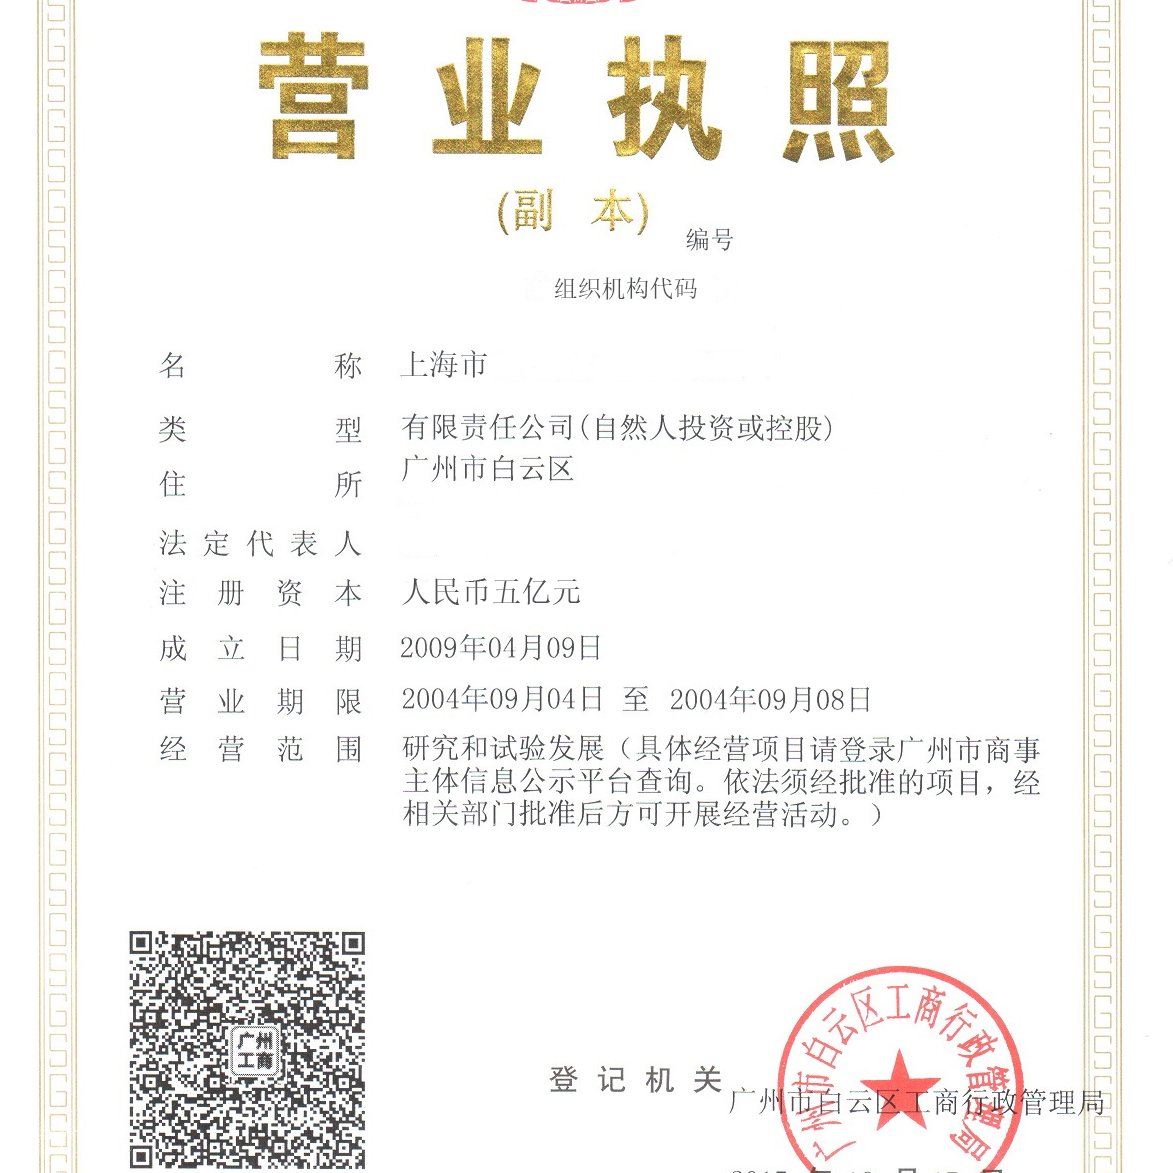 营业执照
(副 本)
编号
组织机构代码
名称 上海市
类型 有限责任公司(自然人投资或控股)
住所 广州市白云区
法定代表人
注册资本 人民币五亿元
成立日期 2009年04月09日
营业期限 2004年09月04日 至 2004年09月08日
经营范围 研究和试验发展（具体经营项目请登录广州市商事
主体信息公示平台查询。依法须经批准的项目，经
相关部门批准后方可开展经营活动。）
广州
工商
登记机关
广州市白云区工商行政管理局
广州市白云区工商行政管理局